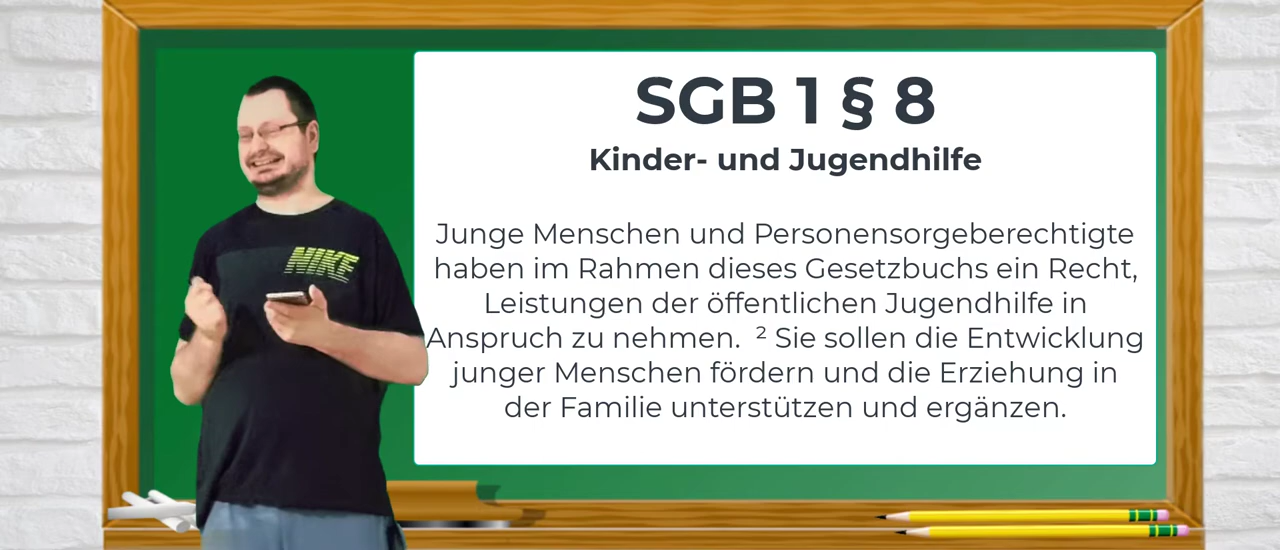 SGB 1 § 8
Kinder- und Jugendhilfe
Junge Menschen und Personensorgeberechtigte
haben im Rahmen dieses Gesetzbuchs ein Recht,
Leistungen der öffentlichen Jugendhilfe in
Anspruch zu nehmen.  ² Sie sollen die Entwicklung
junger Menschen fördern und die Erziehung in
der Familie unterstützen und ergänzen.
NIKE